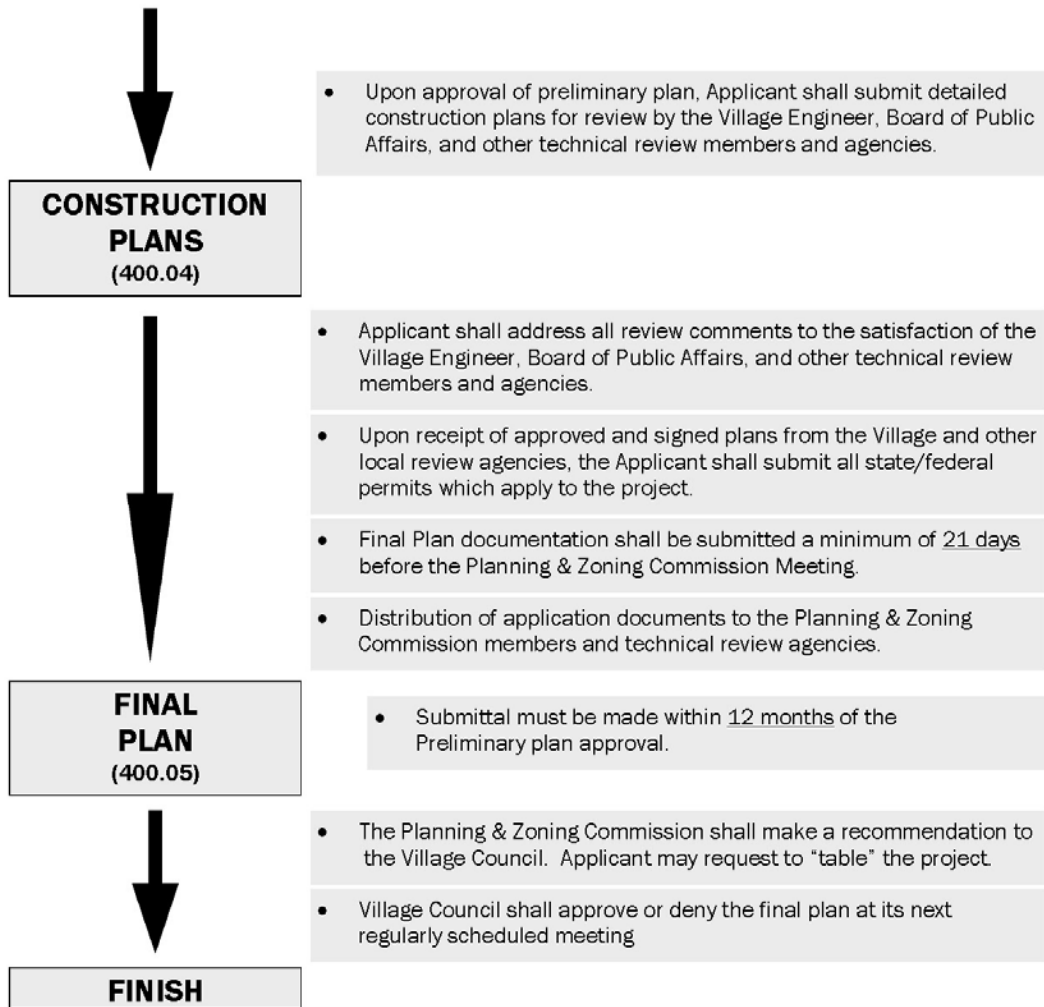 • Upon approval of preliminary plan, Applicant shall submit detailed
construction plans for review by the Village Engineer, Board of Public
Affairs, and other technical review members and agencies.
CONSTRUCTION
PLANS
(400.04)
• Applicant shall address all review comments to the satisfaction of the
Village Engineer, Board of Public Affairs, and other technical review
members and agencies.
• Upon receipt of approved and signed plans from the Village and other
local review agencies, the Applicant shall submit all state/federal
permits which apply to the project.
• Final Plan documentation shall be submitted a minimum of 21 days
before the Planning & Zoning Commission Meeting.
• Distribution of application documents to the Planning & Zoning
Commission members and technical review agencies.
FINAL
PLAN
(400.05)
• Submittal must be made within 12 months of the
Preliminary plan approval.
• The Planning & Zoning Commission shall make a recommendation to
the Village Council. Applicant may request to “table” the project.
• Village Council shall approve or deny the final plan at its next
regularly scheduled meeting
FINISH